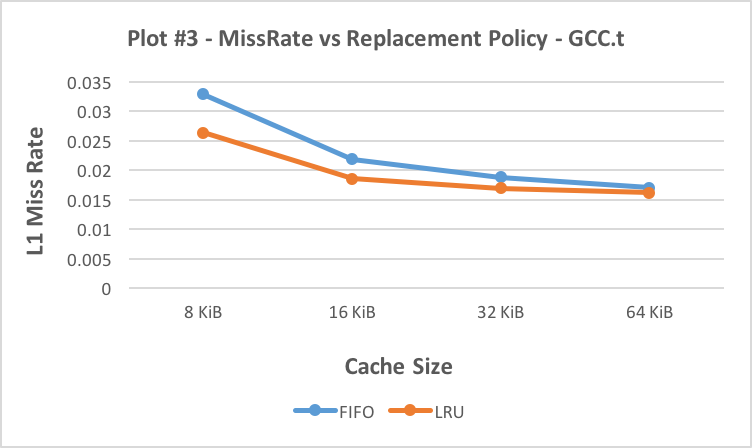 Plot #3 - MissRate vs Replacement Policy - GCC.t
L1 Miss Rate
0.035
0.03
0.025
0.02
0.015
0.01
0.005
0
8 KiB 16 KiB 32 KiB 64 KiB
Cache Size
FIFO LRU